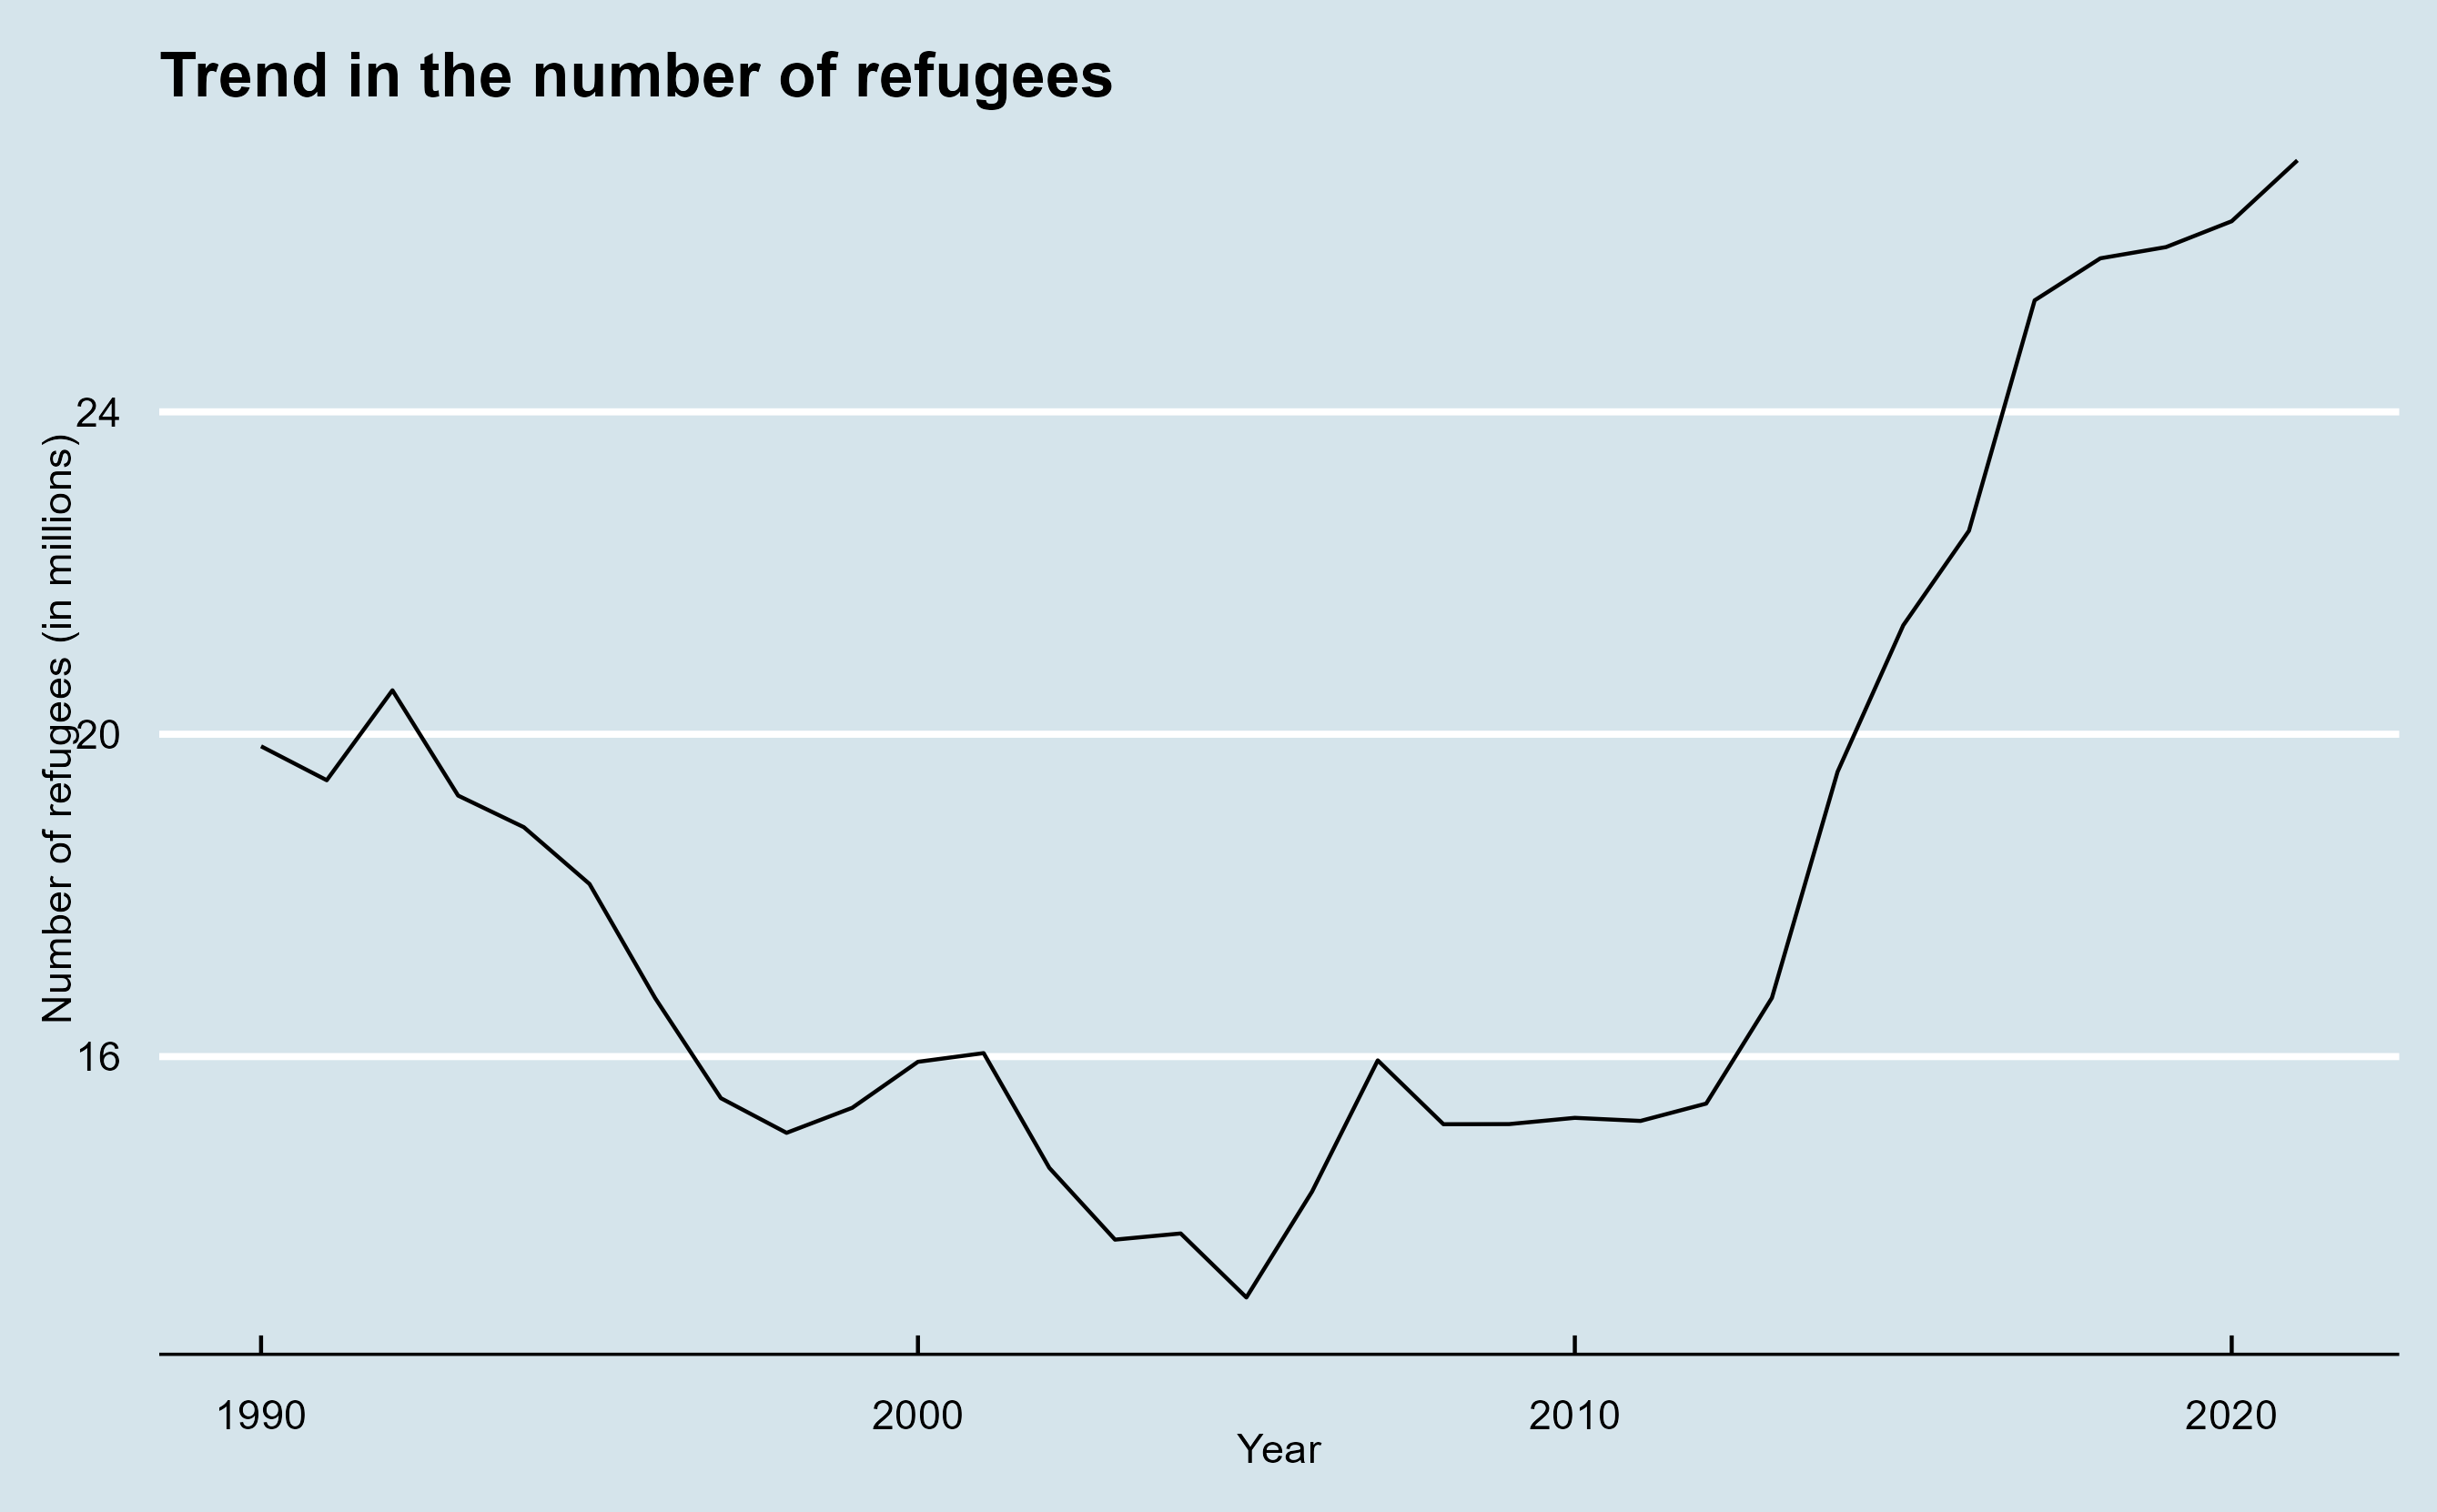 Trend in the number of refugees
Number of refugees (in millions)
24
20
16
1990
2000
2010
2020
Year